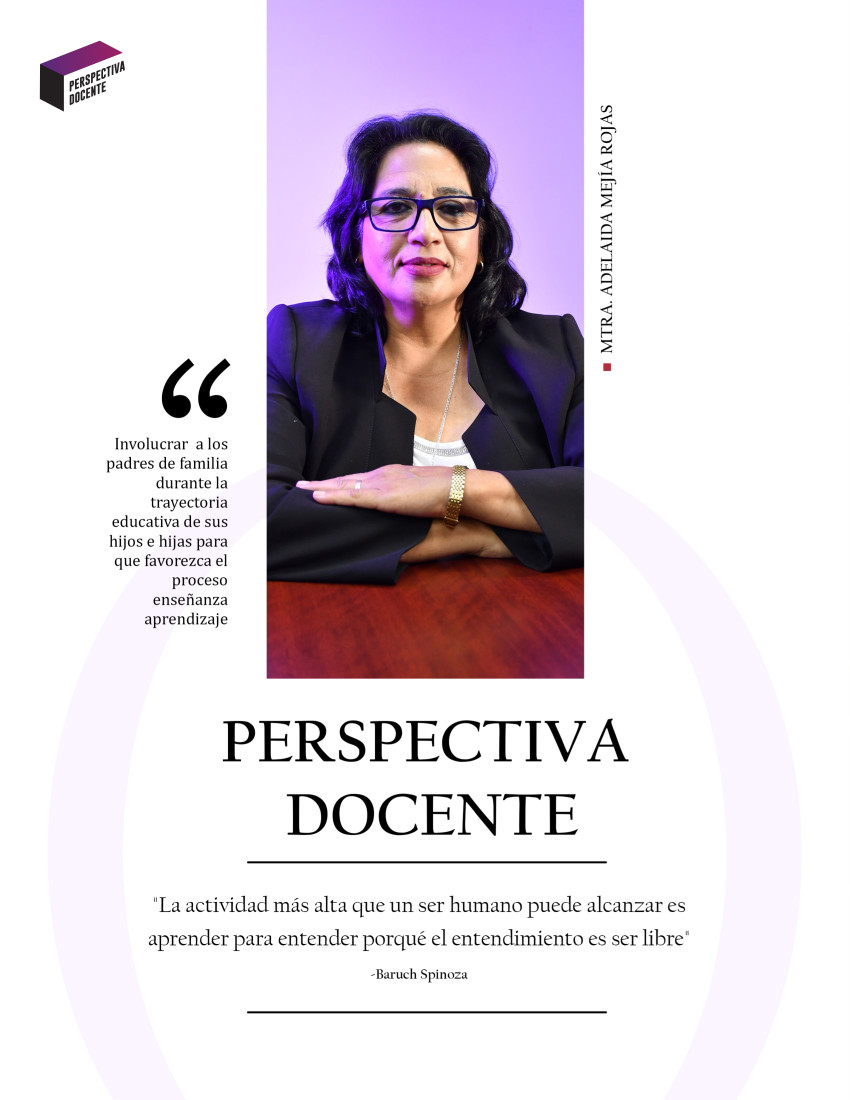 PERSPECTIVA
DOCENTE
MTRA. ADELAIDA MEJÍA ROJAS
“
Involucrar a los
padres de familia
durante la
trayectoria
educativa de sus
hijos e hijas para
que favorezca el
proceso
enseñanza
aprendizaje
PERSPECTIVA
DOCENTE
"La actividad más alta que un ser humano puede alcanzar es
aprender para entender porqué el entendimiento es ser libre"
-Baruch Spinoza